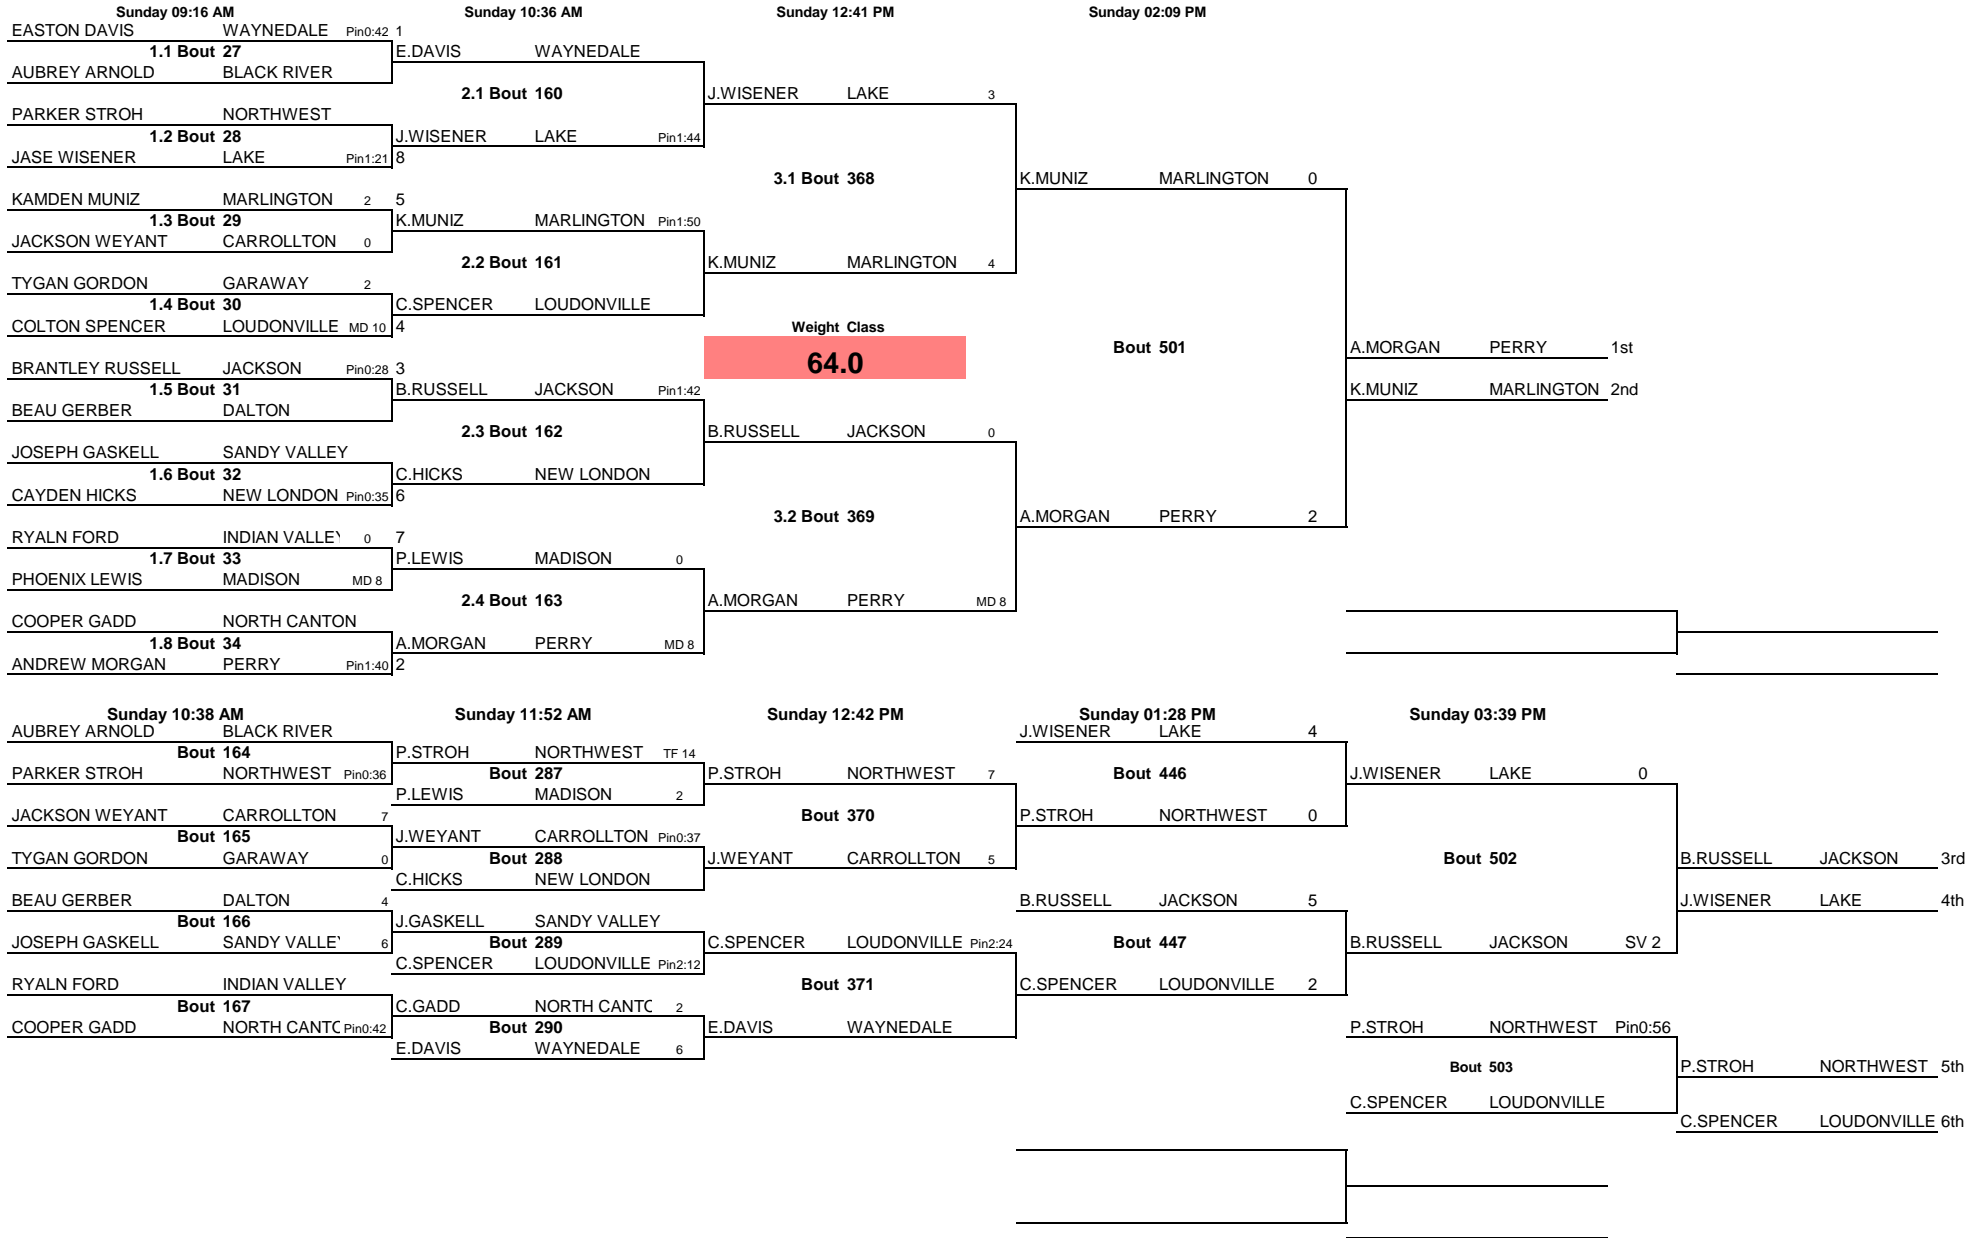 Sunday 09:16 AM Sunday 10:36 AM Sunday 12:41 PM Sunday 02:09 PM
EASTON DAVIS WAYNEDALE Pin0:42 1
1.1 Bout 27 E.DAVIS WAYNEDALE
AUBREY ARNOLD BLACK RIVER
2.1 Bout 160 J.WISENER LAKE 3
PARKER STROH NORTHWEST
1.2 Bout 28 J.WISENER LAKE Pin1:44
JASE WISENER LAKE Pin1:21 8
3.1 Bout 368 K.MUNIZ MARLINGTON 0
KAMDEN MUNIZ MARLINGTON 2 5
1.3 Bout 29 K.MUNIZ MARLINGTON Pin1:50
JACKSON WEYANT CARROLLTON 0
2.2 Bout 161 K.MUNIZ MARLINGTON 4
TYGAN GORDON GARAWAY 2
1.4 Bout 30 C.SPENCER LOUDONVILLE
COLTON SPENCER LOUDONVILLE MD 10 4 Weight Class
Bout 501 A.MORGAN PERRY 1st
BRANTLEY RUSSELL JACKSON Pin0:28 3 64.0
1.5 Bout 31 B.RUSSELL JACKSON Pin1:42 K.MUNIZ MARLINGTON 2nd
BEAU GERBER DALTON
2.3 Bout 162 B.RUSSELL JACKSON 0
JOSEPH GASKELL SANDY VALLEY
1.6 Bout 32 C.HICKS NEW LONDON
CAYDEN HICKS NEW LONDON Pin0:35 6
3.2 Bout 369 A.MORGAN PERRY 2
RYALN FORD INDIAN VALLEY 0 7
1.7 Bout 33 P.LEWIS MADISON 0
PHOENIX LEWIS MADISON MD 8
2.4 Bout 163 A.MORGAN PERRY MD 8
COOPER GADD NORTH CANTON
1.8 Bout 34 A.MORGAN PERRY MD 8
ANDREW MORGAN PERRY Pin1:40 2
Sunday 10:38 AM Sunday 11:52 AM Sunday 12:42 PM Sunday 01:28 PM Sunday 03:39 PM
AUBREY ARNOLD BLACK RIVER J.WISENER LAKE 4
Bout 164 P.STROH NORTHWEST TF 14
PARKER STROH NORTHWEST Pin0:36 Bout 287 P.STROH NORTHWEST 7 Bout 446 J.WISENER LAKE 0
P.LEWIS MADISON 2
JACKSON WEYANT CARROLLTON 7 Bout 370 P.STROH NORTHWEST 0
Bout 165 J.WEYANT CARROLLTON Pin0:37
TYGAN GORDON GARAWAY 0 Bout 288 J.WEYANT CARROLLTON 5 Bout 502 B.RUSSELL JACKSON 3rd
C.HICKS NEW LONDON
BEAU GERBER DALTON 4 B.RUSSELL JACKSON 5 J.WISENER LAKE 4th
Bout 166 J.GASKELL SANDY VALLEY
JOSEPH GASKELL SANDY VALLE 6 Bout 289 C.SPENCER LOUDONVILLE Pin2:24 Bout 447 B.RUSSELL JACKSON SV 2
C.SPENCER LOUDONVILLE Pin2:12
RYALN FORD INDIAN VALLEY Bout 371 C.SPENCER LOUDONVILLE 2
Bout 167 C.GADD NORTH CANTC 2
COOPER GADD NORTH CANTC Pin0:42 Bout 290 E.DAVIS WAYNEDALE P.STROH NORTHWEST Pin0:56
E.DAVIS WAYNEDALE 6
Bout 503 P.STROH NORTHWEST 5th
C.SPENCER LOUDONVILLE
C.SPENCER LOUDONVILLE 6th